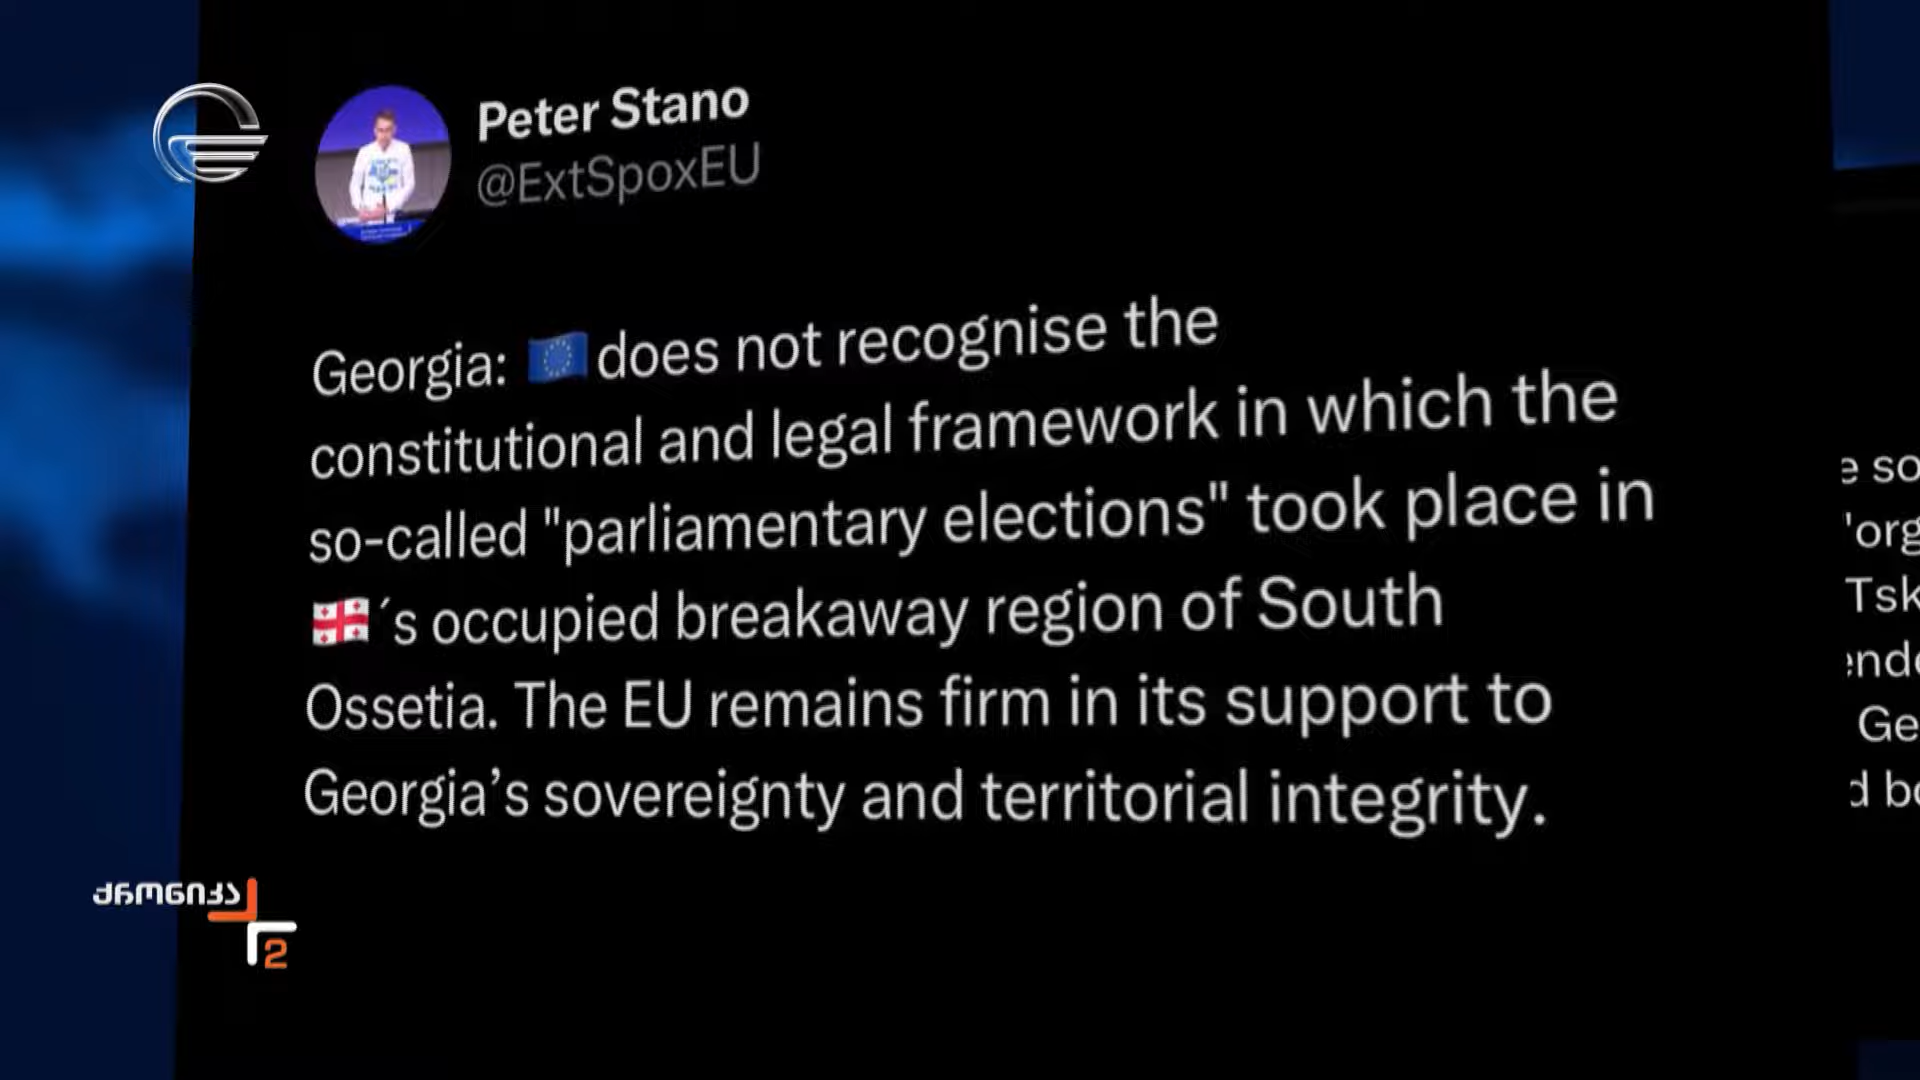 Peter Stano
@ExtSpoxEU
Georgia: 🇪🇺 does not recognise the
constitutional and legal framework in which the
so-called "parliamentary elections" took place in
🇬🇪´s occupied breakaway region of South
Ossetia. The EU remains firm in its support to
Georgia’s sovereignty and territorial integrity.
ქრონიკა
2